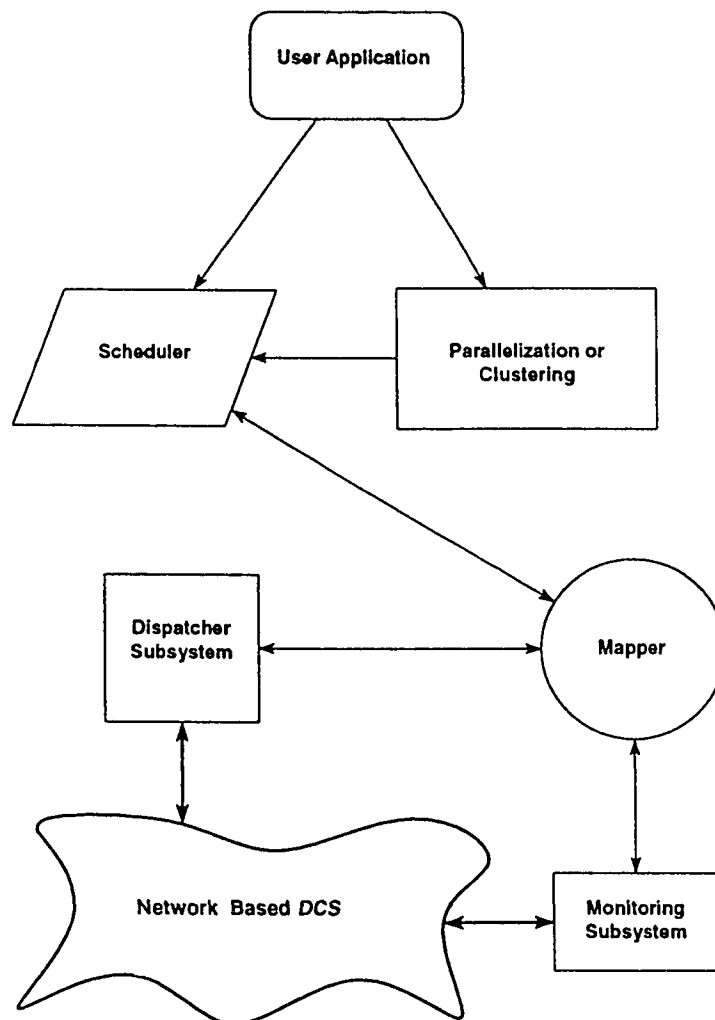 User Application
Scheduler
Parallelization or
Clustering
Dispatcher
Subsystem
Mapper
Network Based DCS
Monitoring
Subsystem